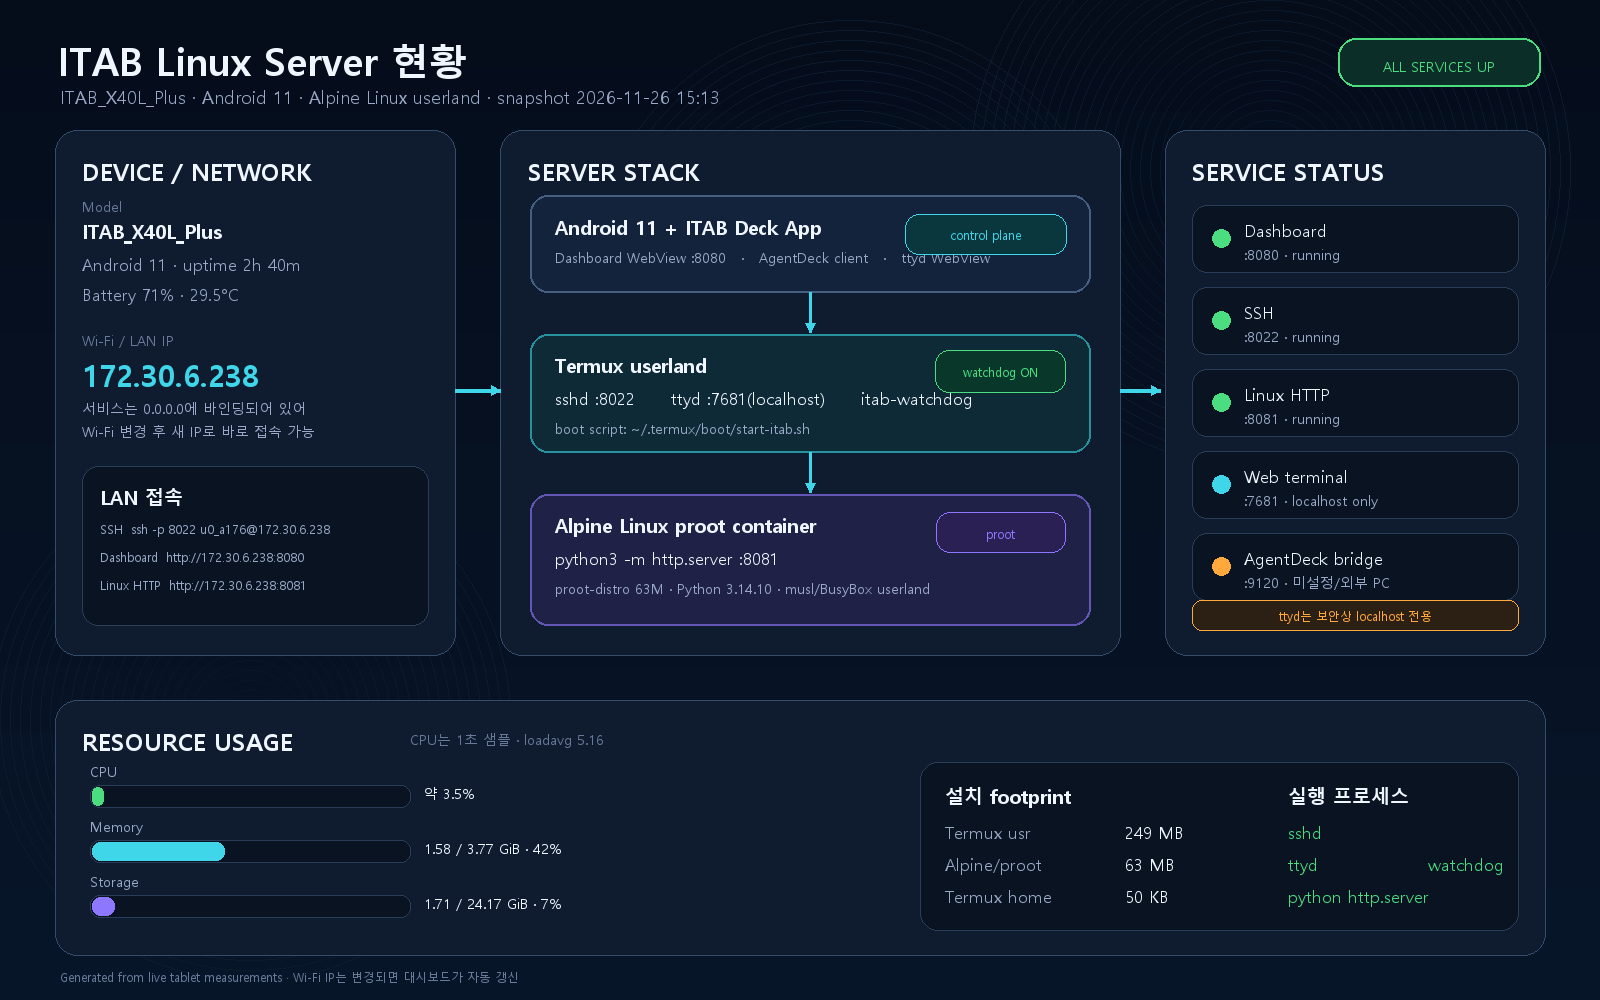 ITAB Linux Server 현황
ITAB_X40L_Plus · Android 11 · Alpine Linux userland · snapshot 2026-11-26 15:13
ALL SERVICES UP
DEVICE / NETWORK
Model
ITAB_X40L_Plus
Android 11 · uptime 2h 40m
Battery 71% · 29.5°C
Wi-Fi / LAN IP
172.30.6.238
서비스는 0.0.0.0에 바인딩되어 있어
Wi-Fi 변경 후 새 IP로 바로 접속 가능
LAN 접속
SSH ssh -p 8022 u0_a176@172.30.6.238
Dashboard http://172.30.6.238:8080
Linux HTTP http://172.30.6.238:8081
SERVER STACK
Android 11 + ITAB Deck App
control plane
Dashboard WebView :8080 · AgentDeck client · ttyd WebView
Termux userland
watchdog ON
sshd :8022 ttyd :7681(localhost) itab-watchdog
boot script: ~/.termux/boot/start-itab.sh
Alpine Linux proot container
proot
python3 -m http.server :8081
proot-distro 63M · Python 3.14.10 · musl/BusyBox userland
SERVICE STATUS
Dashboard
:8080 · running
SSH
:8022 · running
Linux HTTP
:8081 · running
Web terminal
:7681 · localhost only
AgentDeck bridge
:9120 · 미설정/외부 PC
ttyd는 보안상 localhost 전용
RESOURCE USAGE
CPU는 1초 샘플 · loadavg 5.16
CPU
약 3.5%
Memory
1.58 / 3.77 GiB · 42%
Storage
1.71 / 24.17 GiB · 7%
설치 footprint
Termux usr 249 MB
Alpine/proot 63 MB
Termux home 50 KB
실행 프로세스
sshd
ttyd watchdog
python http.server
Generated from live tablet measurements · Wi-Fi IP는 변경되면 대시보드가 자동 갱신